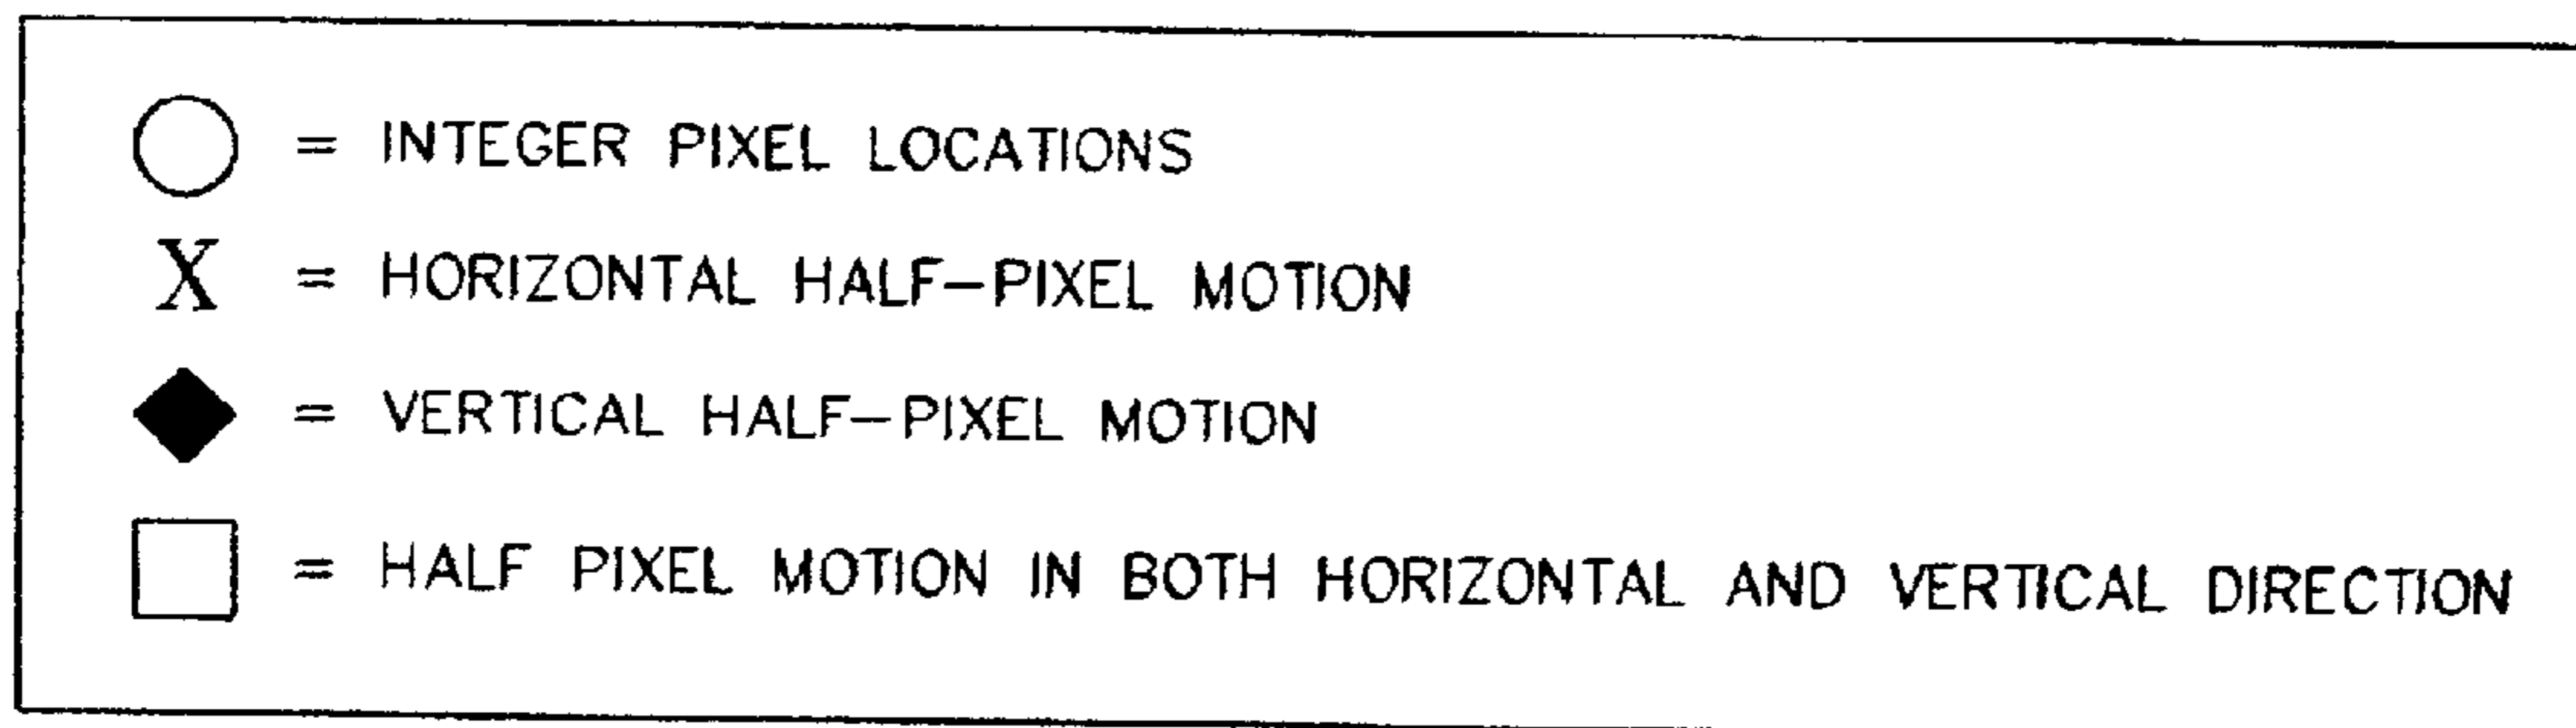 = INTEGER PIXEL LOCATIONS
X = HORIZONTAL HALF-PIXEL MOTION
= VERTICAL HALF-PIXEL MOTION
= HALF PIXEL MOTION IN BOTH HORIZONTAL AND VERTICAL DIRECTION